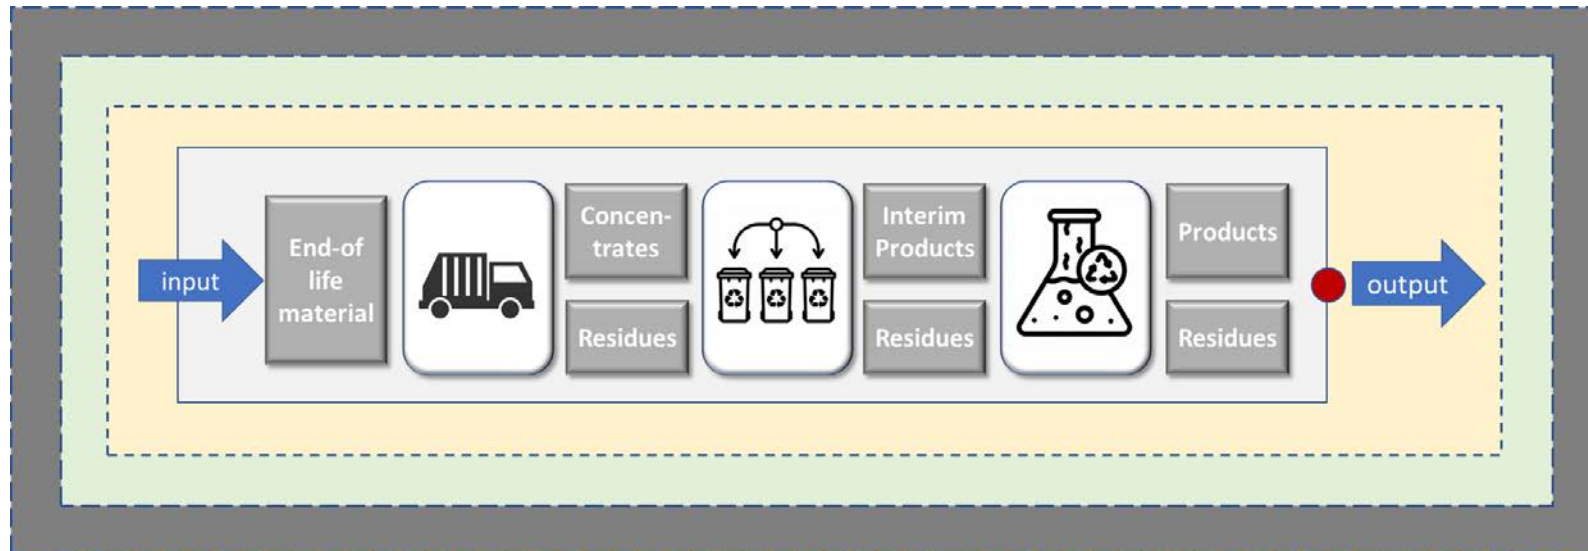 input
End-of
life
material
Concen-
trates
Residues
Interim
Products
Residues
Products
Residues
output